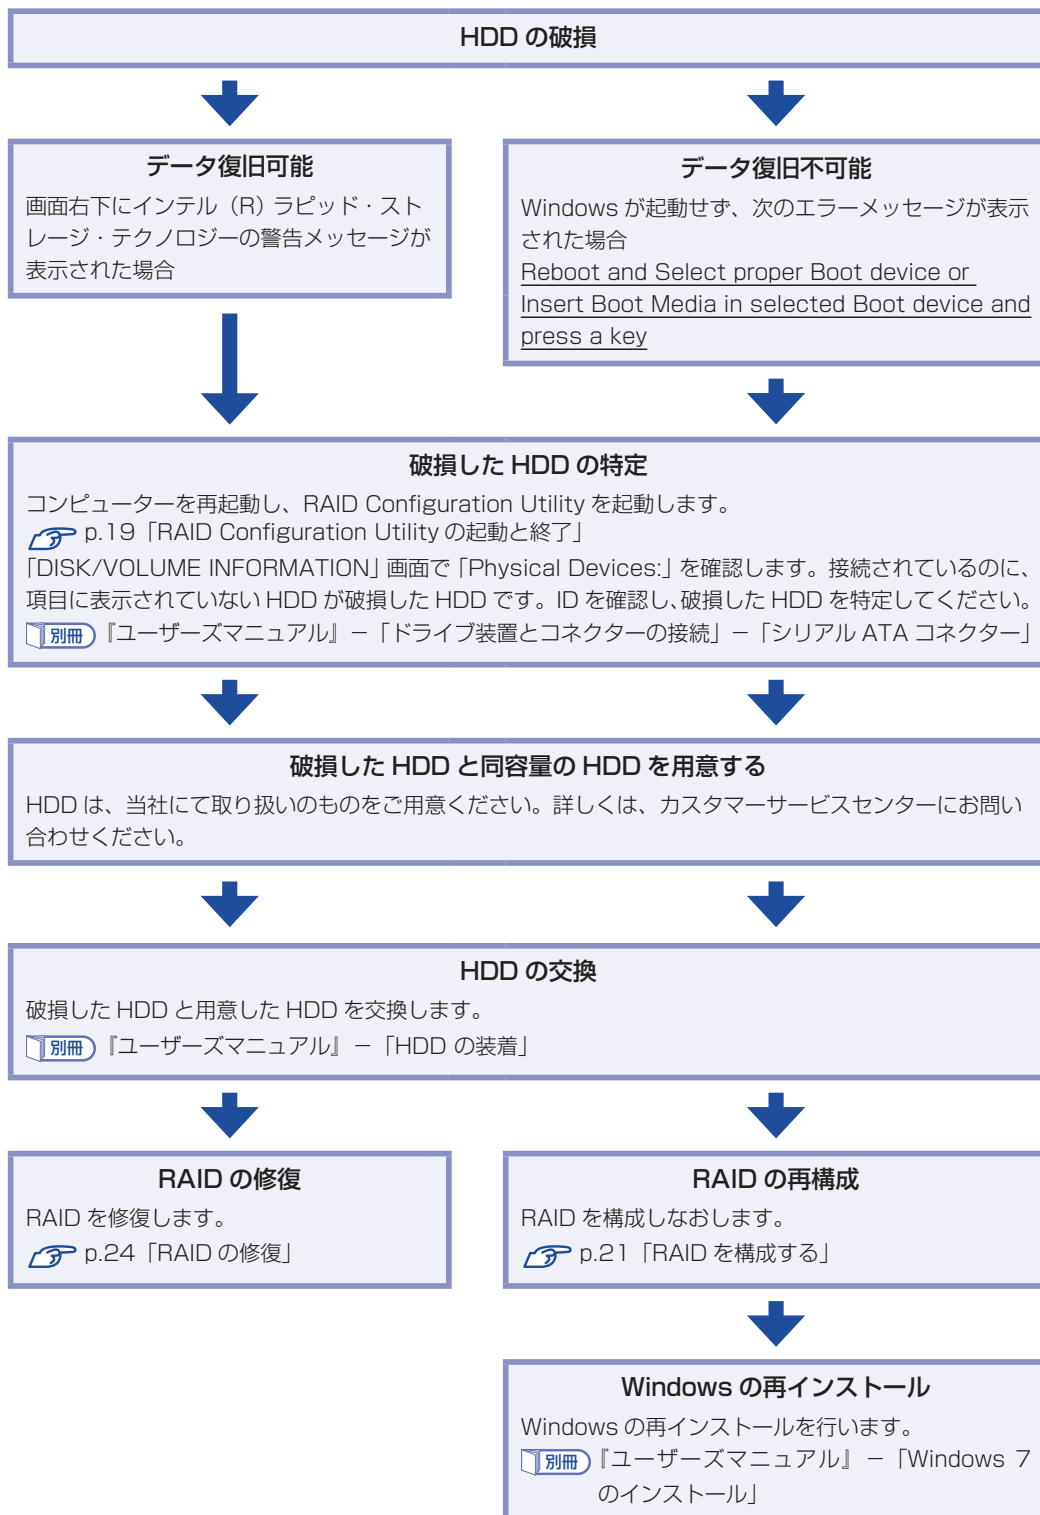 HDD の破損
データ復旧可能
画面右下にインテル（R）ラピッド・スト
レージ・テクノロジーの警告メッセージが
表示された場合
データ復旧不可能
Windows が起動せず、次のエラーメッセージが表示
された場合
Reboot and Select proper Boot device or
Insert Boot Media in selected Boot device and
press a key
破損した HDD の特定
コンピューターを再起動し、RAID Configuration Utility を起動します。
p.19「RAID Configuration Utility の起動と終了」
「DISK/VOLUME INFORMATION」画面で「Physical Devices:」を確認します。接続されているのに、
項目に表示されていない HDD が破損した HDD です。ID を確認し、破損した HDD を特定してください。
別冊『ユーザーズマニュアル』－「ドライブ装置とコネクターの接続」－「シリアル ATA コネクター」
破損した HDD と同容量の HDD を用意する
HDD は、当社にて取り扱いのものをご用意ください。詳しくは、カスタマーサービスセンターにお問い
合わせください。
HDD の交換
破損した HDD と用意した HDD を交換します。
別冊『ユーザーズマニュアル』－「HDD の装着」
RAID の修復
RAID を修復します。
p.24「RAID の修復」
RAID の再構成
RAID を構成しなおします。
p.21「RAID を構成する」
Windows の再インストール
Windows の再インストールを行います。
別冊『ユーザーズマニュアル』－「Windows 7
のインストール」